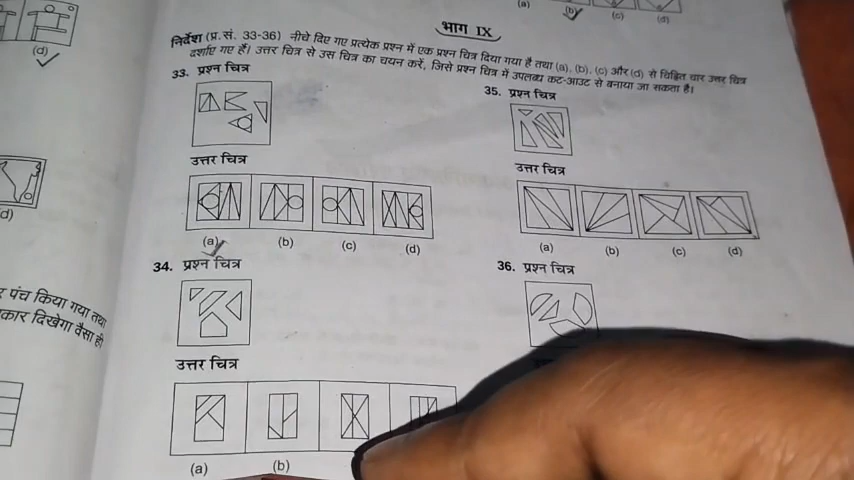 (a) (b) (c) (d)
(d)
भाग IX
निर्देश (प्र.सं. 33-36) नीचे दिए गए प्रत्येक प्रश्न में एक प्रश्न चित्र दिया गया है तथा (a), (b), (c) और (d) से चिह्नित चार उत्तर चित्र
दर्शाए गए हैं। उत्तर चित्र से उस चित्र का चयन करें, जिसे प्रश्न चित्र में उपलब्ध कट-आउट से बनाया जा सकता है।
33. प्रश्न चित्र
उत्तर चित्र
(a) (b) (c) (d)
34. प्रश्न चित्र
उत्तर चित्र
(a) (b)
35. प्रश्न चित्र
उत्तर चित्र
(a) (b) (c) (d)
36. प्रश्न चित्र
d)
पंच किया गया तथा
कार दिखेगा वैसा ही